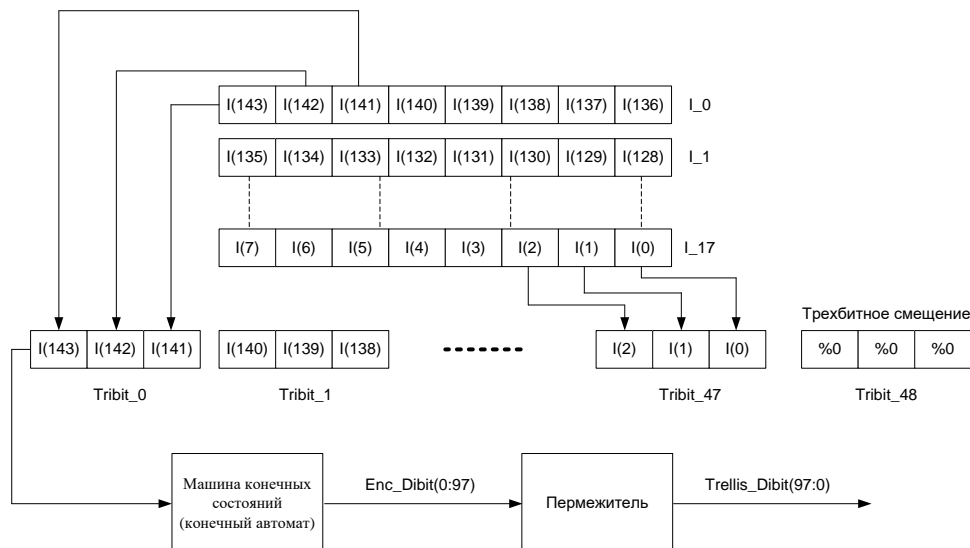 I(143) I(142) I(141) I(140) I(139) I(138) I(137) I(136) I_0
I(135) I(134) I(133) I(132) I(131) I(130) I(129) I(128) I_1
I(7) I(6) I(5) I(4) I(3) I(2) I(1) I(0) I_17
Трехбитное смещение
I(143) I(142) I(141) I(140) I(139) I(138) I(2) I(1) I(0) %0 %0 %0
Tribit_0 Tribit_1 Tribit_47 Tribit_48
Машина конечных
состояний
(конечный автомат)
Enc_Dibit(0:97)
Пермежитель
Trellis_Dibit(97:0)